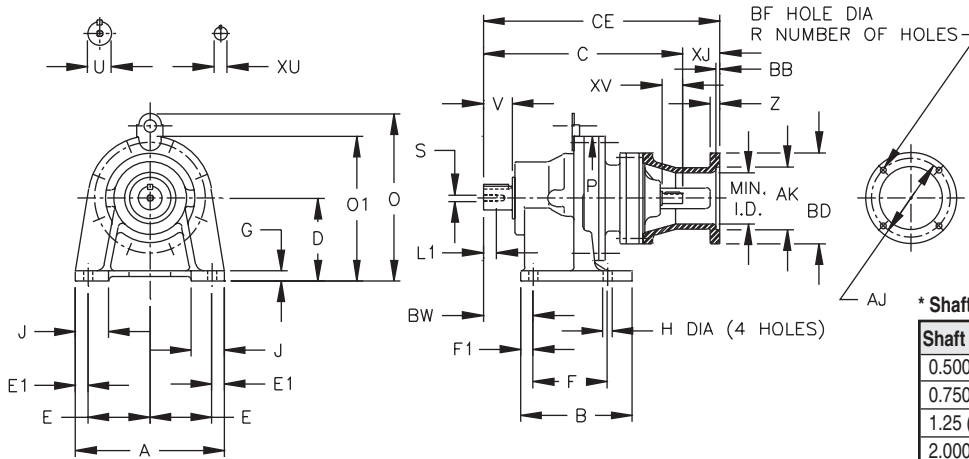 CE
BF HOLE DIA
R NUMBER OF HOLES
C
XJ
BB
U
XU
XV
Z
V
S
P
MIN.
I.D.
AK
BD
O1
O
G
D
L1
J
J
BW
H DIA (4 HOLES)
AJ
F1
F
E1
E1
E
E
B
A
* Shaf
Shaft
0.500
0.750
1.25 (
2.000